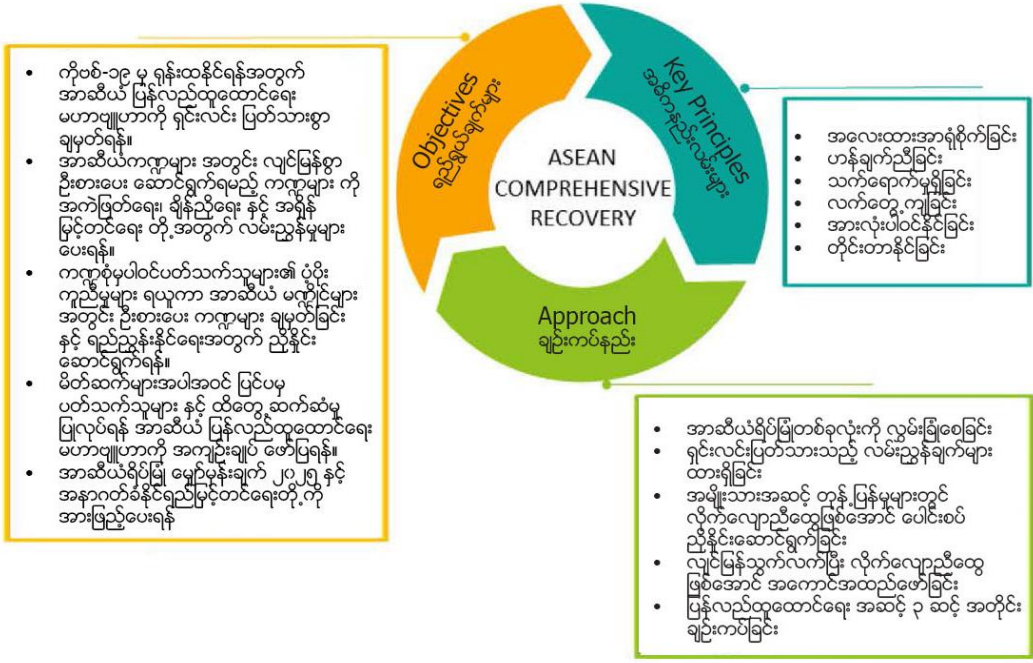 • ကိုဗစ်-၁၉ မှ ရုန်းထနိုင်ရန်အတွက်
အာဆီယံ ပြန်လည်ထူထောင်ရေး
မဟာဗျူဟာကို ရှင်းလင်း ပြတ်သားစွာ
ချမှတ်ရန်။
• အာဆီယံကဏ္ဍများ အတွင်း လျင်မြန်စွာ
ဦးစားပေး ဆောင်ရွက်ရမည့် ကဏ္ဍများ ကို
အကဲဖြတ်ရေး၊ ချိန်ညှိရေး နှင့် အရှိန်
မြှင့်တင်ရေး တို့အတွက် လမ်းညွှန်မှုများ
ပေးရန်။
• ကဏ္ဍစုံမှပါဝင်ပတ်သက်သူများ၏ ပံ့ပိုး
ကူညီမှုများ ရယူကာ အာဆီယံ မဏ္ဍိုင်များ
အတွင်း ဦးစားပေး ကဏ္ဍများ ချမှတ်ခြင်း
နှင့် ရည်ညွှန်းနိုင်ရေးအတွက် ညှိနှိုင်း
ဆောင်ရွက်ရန်။
• မိတ်ဆက်များအပါအဝင် ပြင်ပမှ
ပတ်သက်သူများ နှင့် ထိတွေ့ဆက်ဆံမှု
ပြုလုပ်ရန် အာဆီယံ ပြန်လည်ထူထောင်ရေး
မဟာဗျူဟာကို အကျဉ်းချုပ် ဖော်ပြရန်။
• အာဆီယံရိပ်မြုံ မျှော်မှန်းချက် ၂၀၂၅ နှင့်
အနာဂတ်ခံနိုင်ရည်မြှင့်တင်ရေးတို့ကို
အားဖြည့်ပေးရန်
Objectives
ရည်ရွယ်ချက်များ
Key Principles
အဓိကနည်းလမ်းများ
ASEAN
COMPREHENSIVE
RECOVERY
Approach
ချဉ်းကပ်နည်း
• အလေးထားအာရုံစိုက်ခြင်း
• ဟန်ချက်ညီခြင်း
• သက်ရောက်မှုရှိခြင်း
• လက်တွေ့ကျခြင်း
• အားလုံးပါဝင်နိုင်ခြင်း
• တိုင်းတာနိုင်ခြင်း
• အာဆီယံရိပ်မြုံတစ်ခုလုံးကို လွှမ်းခြုံစေခြင်း
• ရှင်းလင်းပြတ်သားသည့် လမ်းညွှန်ချက်များ
ထားရှိခြင်း
• အမျိုးသားအဆင့် တုန့်ပြန်မှုများတွင်
လိုက်လျောညီထွေဖြစ်အောင် ပေါင်းစပ်
ညှိနှိုင်းဆောင်ရွက်ခြင်း
• လျင်မြန်သွက်လက်ပြီး လိုက်လျောညီထွေ
ဖြစ်အောင် အကောင်အထည်ဖော်ခြင်း
• ပြန်လည်ထူထောင်ရေး အဆင့် ၃ ဆင့် အတိုင်း
ချဉ်းကပ်ခြင်း